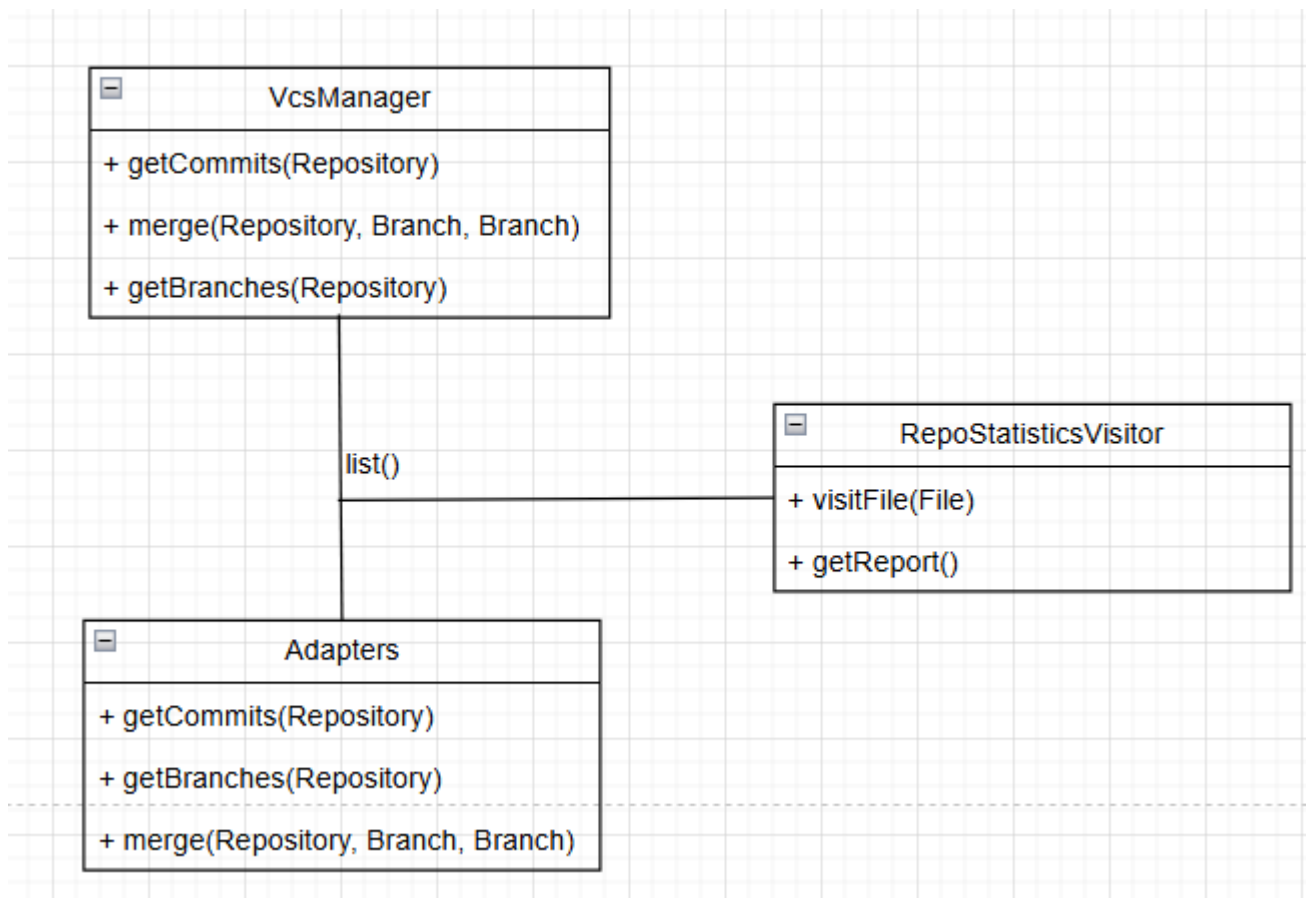 VcsManager
+ getCommits(Repository)
+ merge(Repository, Branch, Branch)
+ getBranches(Repository)
list()
RepoStatisticsVisitor
+ visitFile(File)
+ getReport()
Adapters
+ getCommits(Repository)
+ getBranches(Repository)
+ merge(Repository, Branch, Branch)